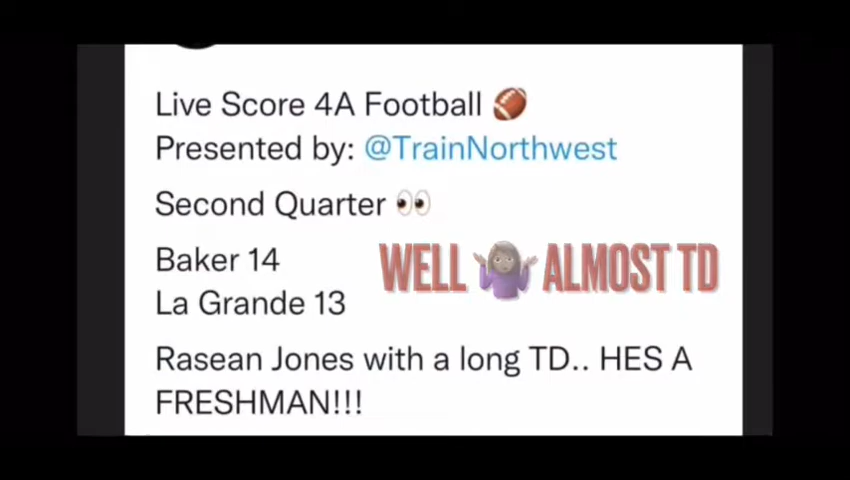 Live Score 4A Football 🏈
Presented by: @TrainNorthwest
Second Quarter 👀
Baker 14
WELL 🤷🏽‍♀️ ALMOST TD
La Grande 13
Rasean Jones with a long TD.. HES A
FRESHMAN!!!